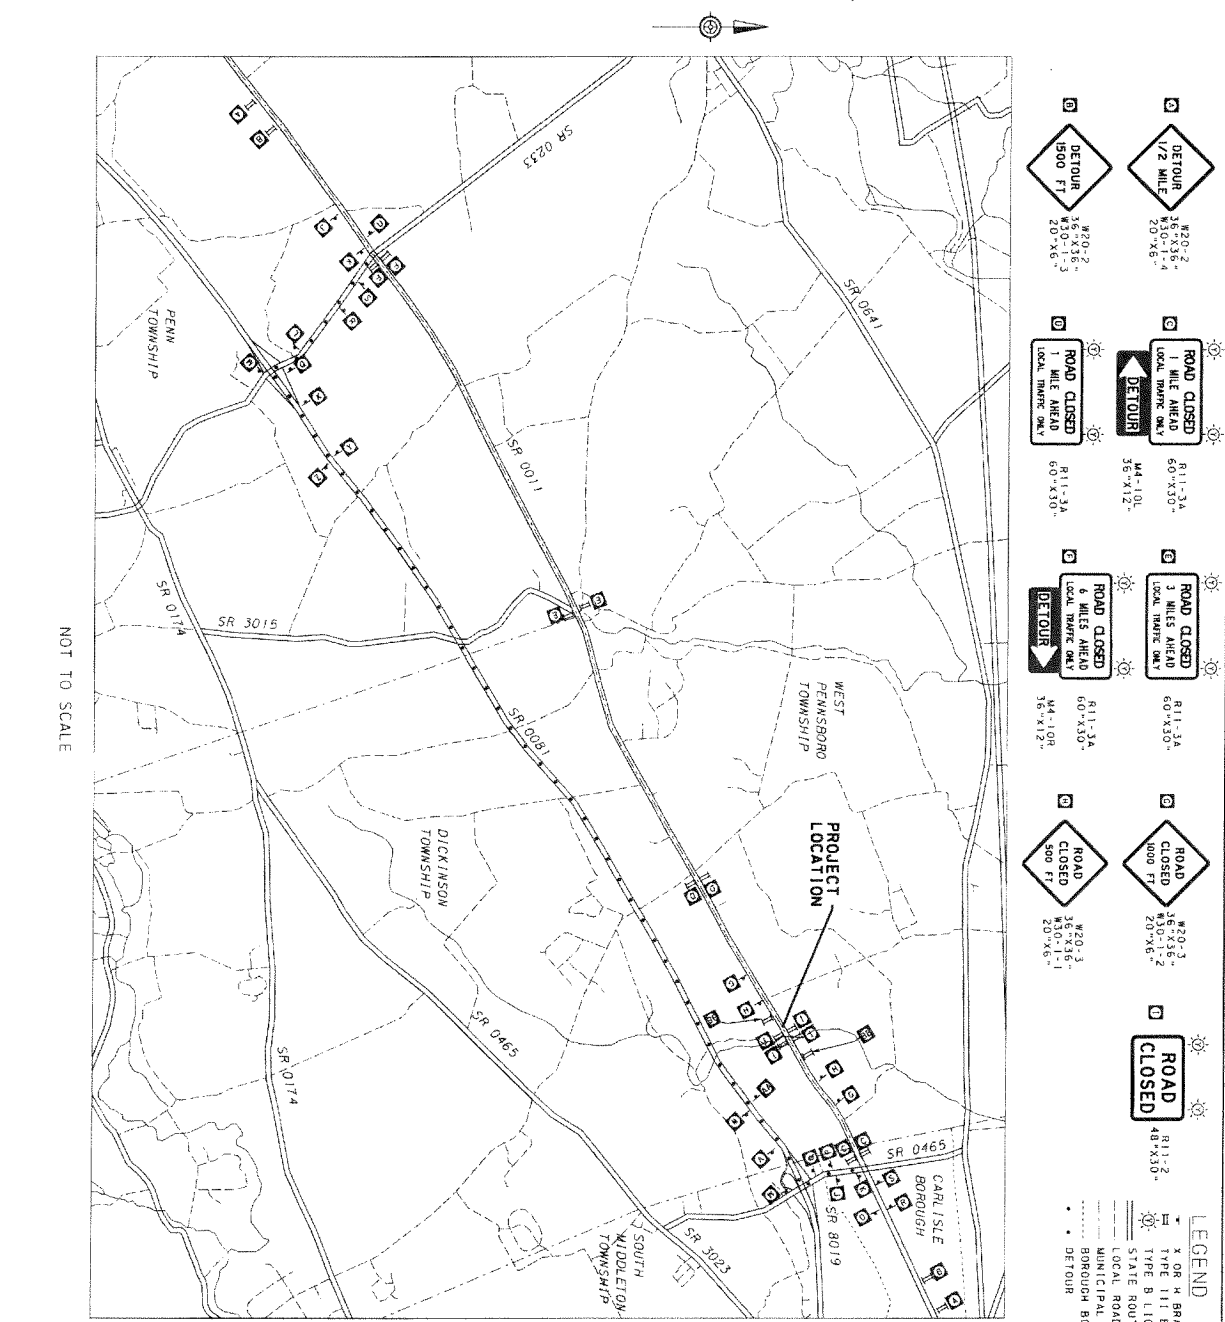 A
DETOUR
1/2 MILE
W20-2
36"X36"
W30-1-4
20"X6"
B
DETOUR
1500 FT
W20-2
36"X36"
W30-1-3
20"X6"
C
ROAD CLOSED
1 MILE AHEAD
LOCAL TRAFFIC ONLY
DETOUR
R11-3A
60"X30"
M4-10L
36"X12"
D
ROAD CLOSED
1 MILE AHEAD
LOCAL TRAFFIC ONLY
R11-3A
60"X30"
E
ROAD CLOSED
3 MILES AHEAD
LOCAL TRAFFIC ONLY
R11-3A
60"X30"
F
ROAD CLOSED
6 MILES AHEAD
LOCAL TRAFFIC ONLY
DETOUR
R11-3A
60"X30"
M4-10R
36"X12"
G
ROAD
CLOSED
1000 FT
W20-3
36"X36"
W30-1-2
20"X6"
H
ROAD
CLOSED
500 FT
W20-3
36"X36"
W30-1-1
20"X6"
I
ROAD
CLOSED
R11-2
48"X30"
LEGEND
X OR H BRA
TYPE III B
TYPE B LIG
STATE ROUT
LOCAL ROAD
MUNICIPAL
BOROUGH BO
DETOUR
SR 0233
SR 0641
SR 0011
PENN
TOWNSHIP
SR 0174
SR 3015
SR 0081
WEST
PENNSBORO
TOWNSHIP
DICKINSON
TOWNSHIP
PROJECT
LOCATION
SR 0465
SR 0174
SR 0465
CARLISLE
BOROUGH
SR 8019
SR 3023
SOUTH
MIDDLETON
TOWNSHIP
NOT TO SCALE